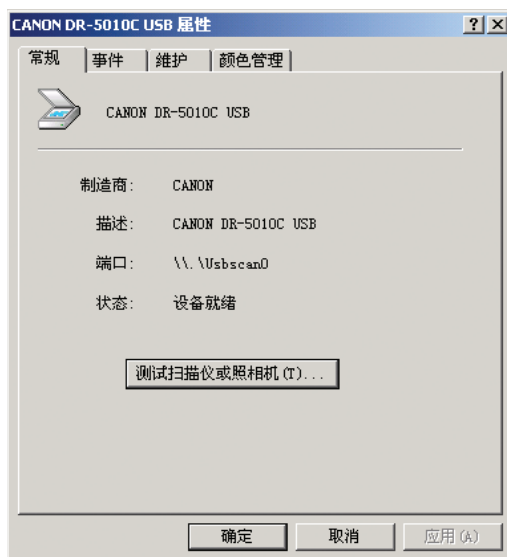 CANON DR-5010C USB 属性
常规 事件 维护 颜色管理
CANON DR-5010C USB
制造商: CANON
描述: CANON DR-5010C USB
端口: \\.\Usbscan0
状态: 设备就绪
测试扫描仪或照相机(T)...
确定 取消 应用(A)